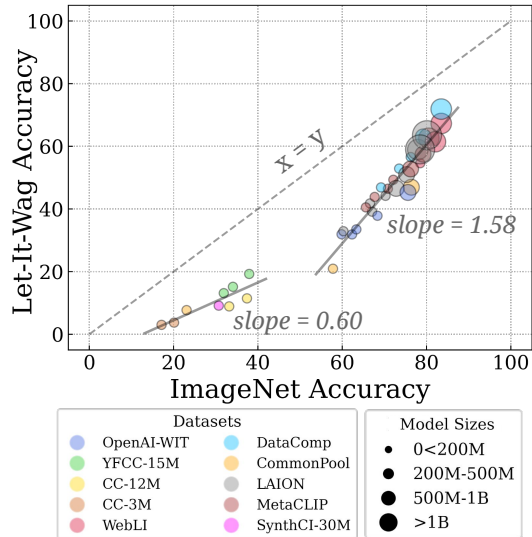 100
80
60
40
20
0
Let-It-Wag Accuracy
x = y
slope = 1.58
slope = 0.60
0 20 40 60 80 100
ImageNet Accuracy
Datasets
OpenAI-WIT
YFCC-15M
CC-12M
CC-3M
WebLI
DataComp
CommonPool
LAION
MetaCLIP
SynthCI-30M
Model Sizes
0<200M
200M-500M
500M-1B
>1B